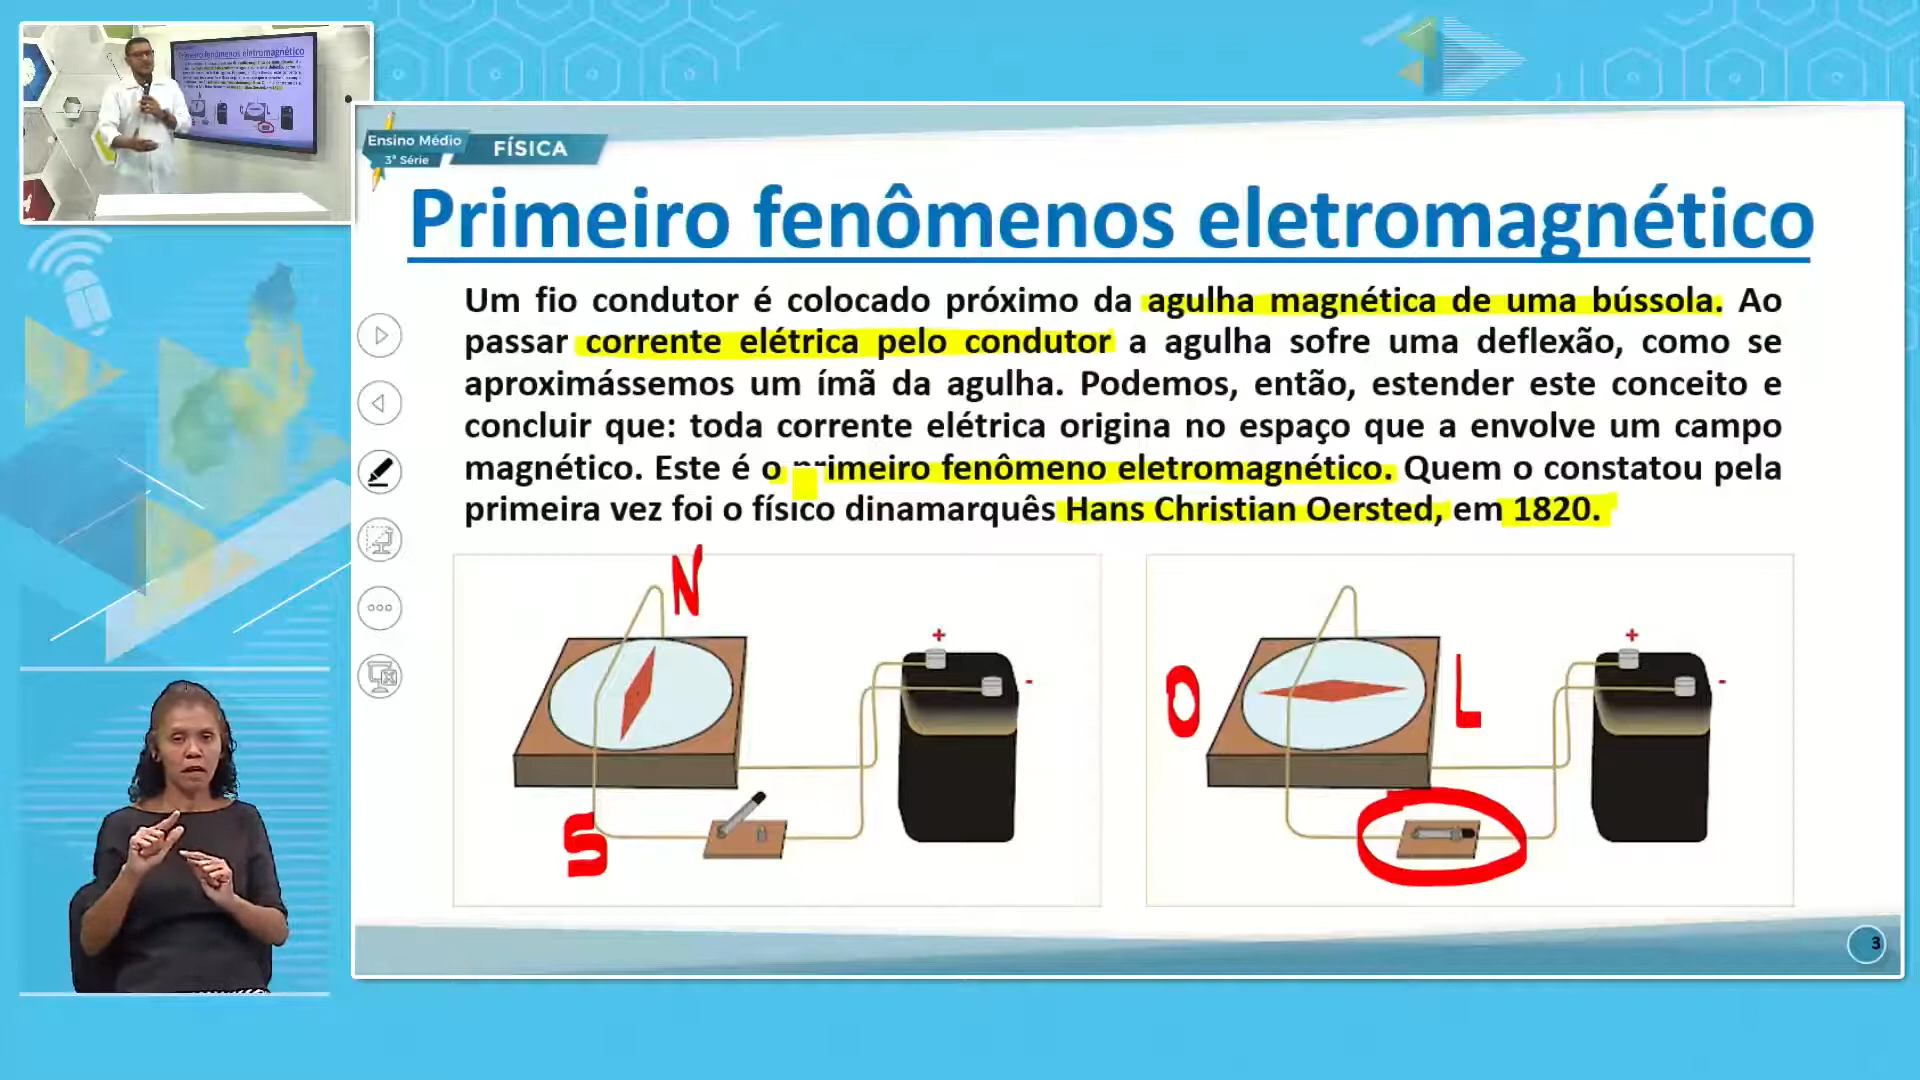 Primeiro fenômenos eletromagnético
Ensino Médio
3ª Série
FÍSICA
Primeiro fenômenos eletromagnético
Um fio condutor é colocado próximo da agulha magnética de uma bússola. Ao
passar corrente elétrica pelo condutor a agulha sofre uma deflexão, como se
aproximássemos um ímã da agulha. Podemos, então, estender este conceito e
concluir que: toda corrente elétrica origina no espaço que a envolve um campo
magnético. Este é o primeiro fenômeno eletromagnético. Quem o constatou pela
primeira vez foi o físico dinamarquês Hans Christian Oersted, em 1820.
N
S
+
-
O
L
+
-
3